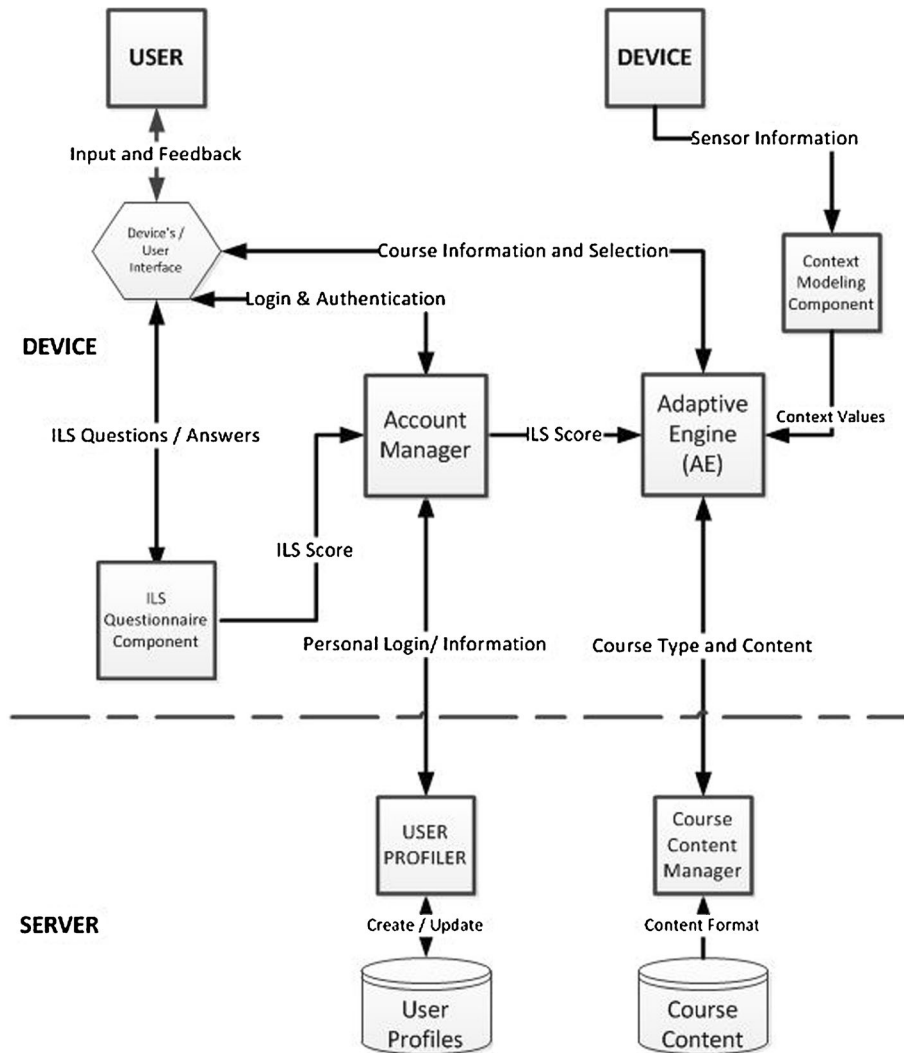 USER
DEVICE
Sensor Information
Input and Feedback
Device's /
User
Interface
Course Information and Selection
Context
Modeling
Component
Login & Authentication
DEVICE
Account
Manager
ILS Score
Adaptive
Engine
(AE)
Context Values
ILS Questions / Answers
ILS Score
ILS
Questionnaire
Component
Personal Login/ Information
Course Type and Content
USER
PROFILER
Course
Content
Manager
SERVER
Create / Update
Content Format
User
Profiles
Course
Content